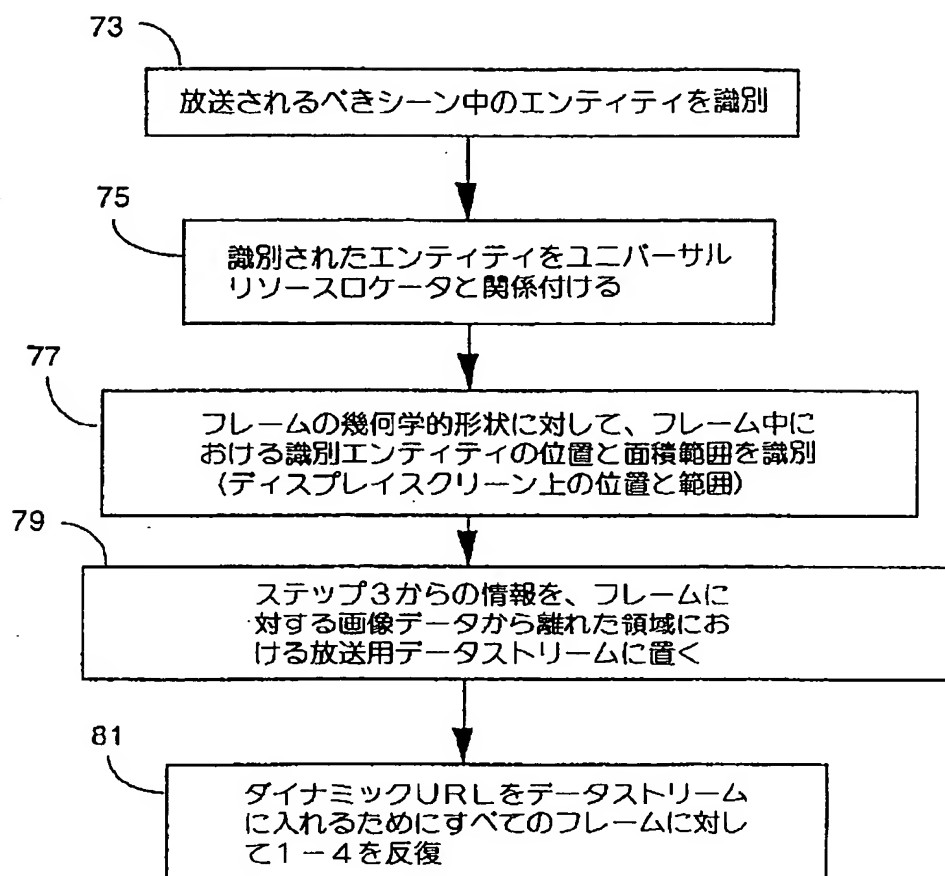 73
放送されるべきシーン中のエンティティを識別
75
識別されたエンティティをユニバーサル
リソースロケータと関係付ける
77
フレームの幾何学的形状に対して、フレーム中に
おける識別エンティティの位置と面積範囲を識別
(ディスプレイスクリーン上の位置と範囲)
79
ステップ3からの情報を、フレームに
対する画像データから離れた領域にお
ける放送用データストリームに置く
81
ダイナミックURLをデータストリーム
に入れるためにすべてのフレームに対し
て1-4を反復